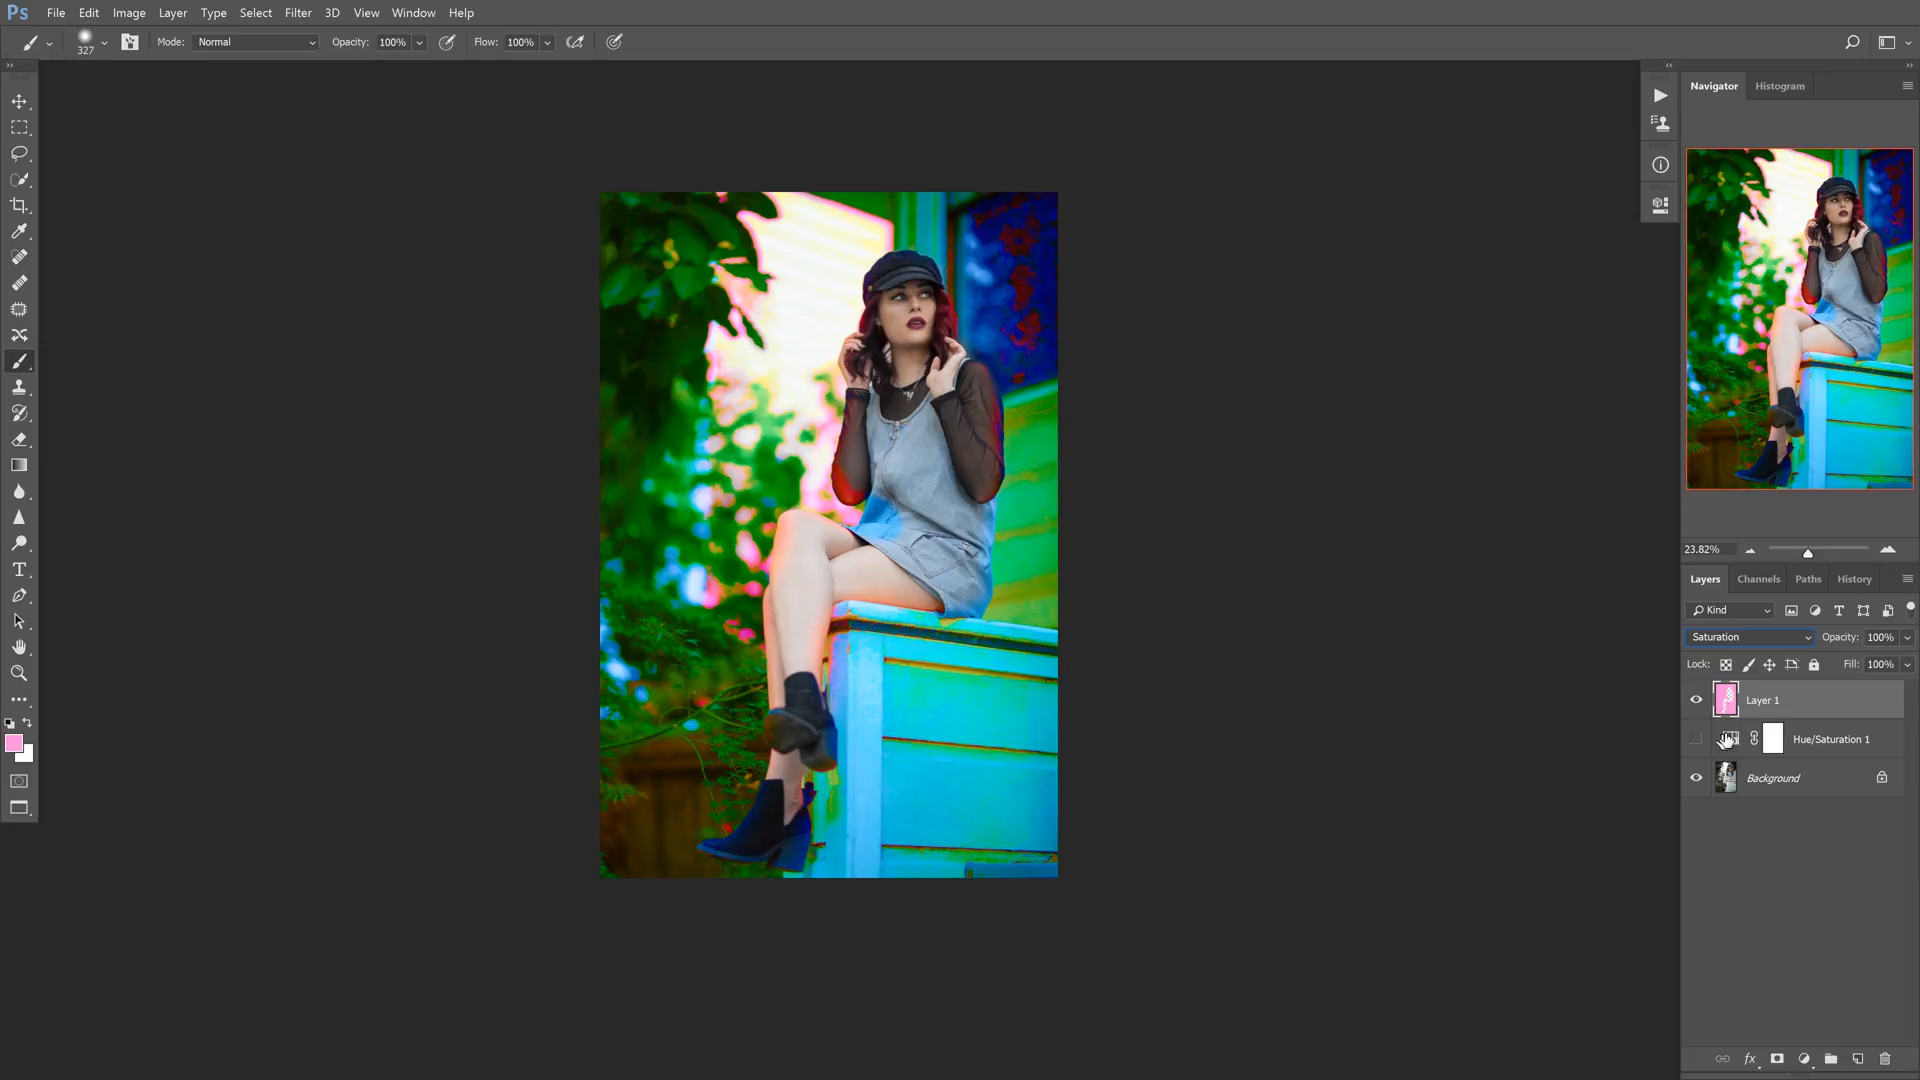 Ps File Edit Image Layer Type Select Filter 3D View Window Help
327 Mode: Normal Opacity: 100% Flow: 100%
Navigator Histogram
23.82%
Layers Channels Paths History
Kind
Saturation Opacity: 100%
Lock: Fill: 100%
Layer 1
Hue/Saturation 1
Background
fx